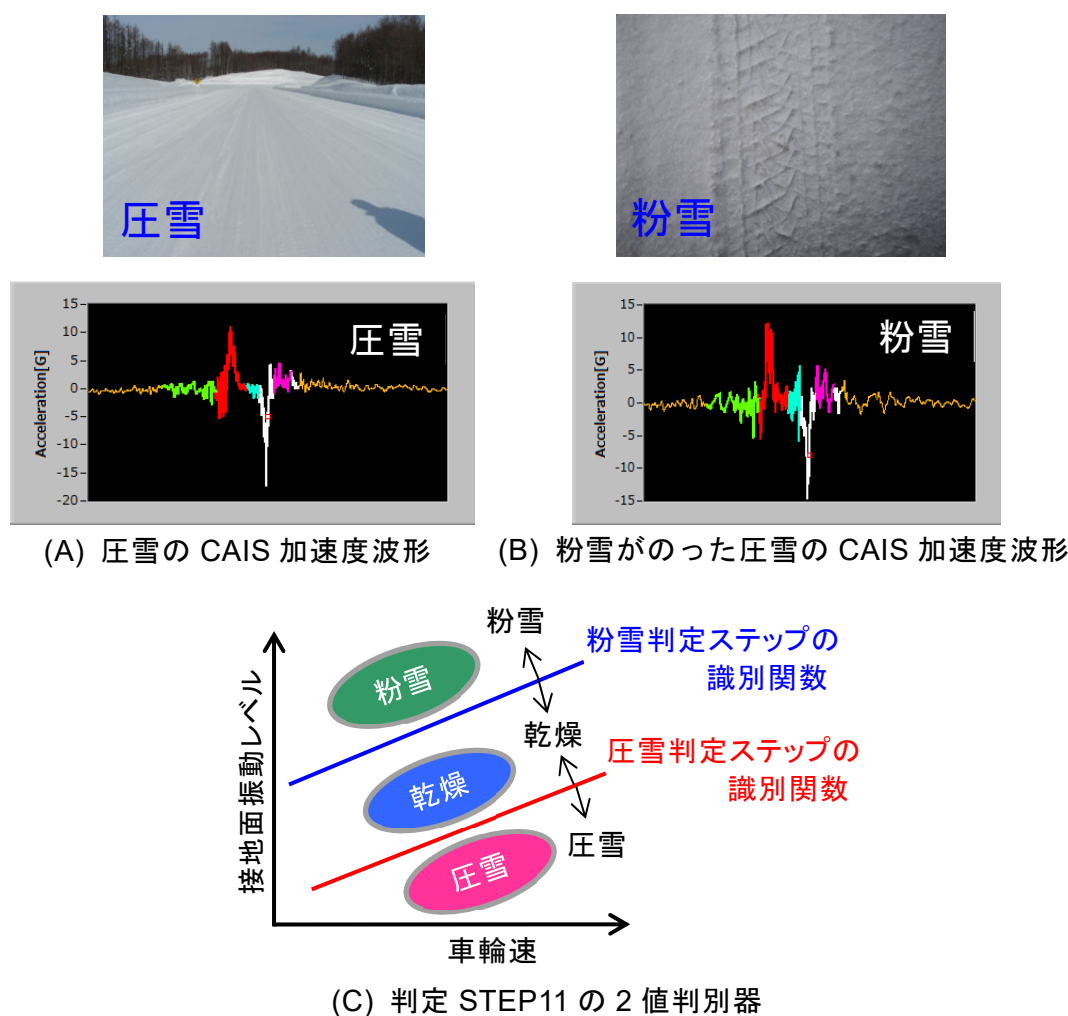 圧雪
粉雪
15
10
5
0
-5
-10
-15
-20
Acceleration[G]
圧雪
15
10
5
0
-5
-10
-15
Acceleration[G]
粉雪
(A) 圧雪の CAIS 加速度波形
(B) 粉雪がのった圧雪の CAIS 加速度波形
接地面振動レベル
粉雪
粉雪判定ステップの
識別関数
粉雪
乾燥
圧雪判定ステップの
識別関数
乾燥
圧雪
圧雪
車輪速
(C) 判定 STEP11 の 2 値判別器